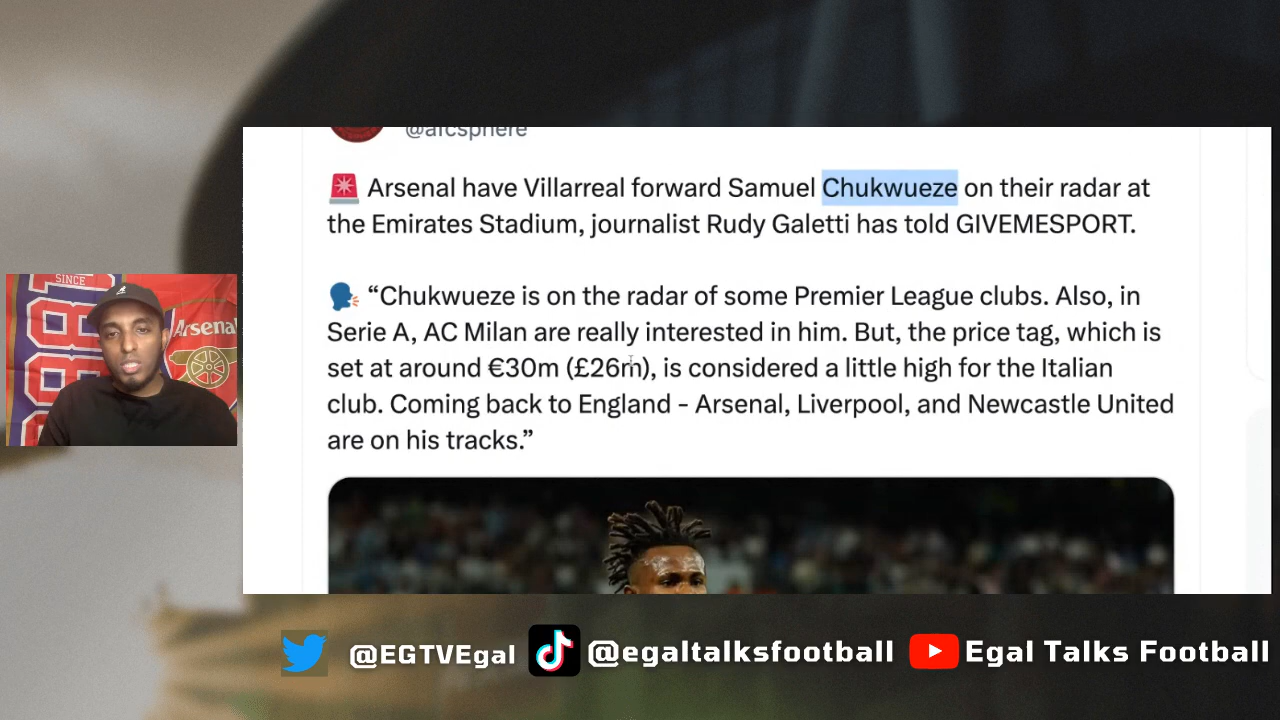 @afcsphere
🚨 Arsenal have Villarreal forward Samuel Chukwueze on their radar at
the Emirates Stadium, journalist Rudy Galetti has told GIVEMESPORT.
🗣️ “Chukwueze is on the radar of some Premier League clubs. Also, in
Serie A, AC Milan are really interested in him. But, the price tag, which is
set at around €30m (£26m), is considered a little high for the Italian
club. Coming back to England - Arsenal, Liverpool, and Newcastle United
are on his tracks.”
SINCE
Arsenal
@EGTVEgal
@egaltalksfootball
Egal Talks Football